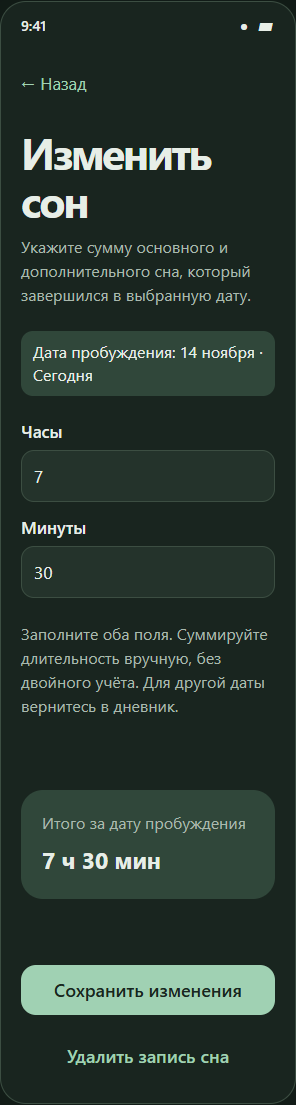 9:41
← Назад
Изменить
сон
Укажите сумму основного и
дополнительного сна, который
завершился в выбранную дату.
Дата пробуждения: 14 ноября ·
Сегодня
Часы
7
Минуты
30
Заполните оба поля. Суммируйте
длительность вручную, без
двойного учёта. Для другой даты
вернитесь в дневник.
Итого за дату пробуждения
7 ч 30 мин
Сохранить изменения
Удалить запись сна